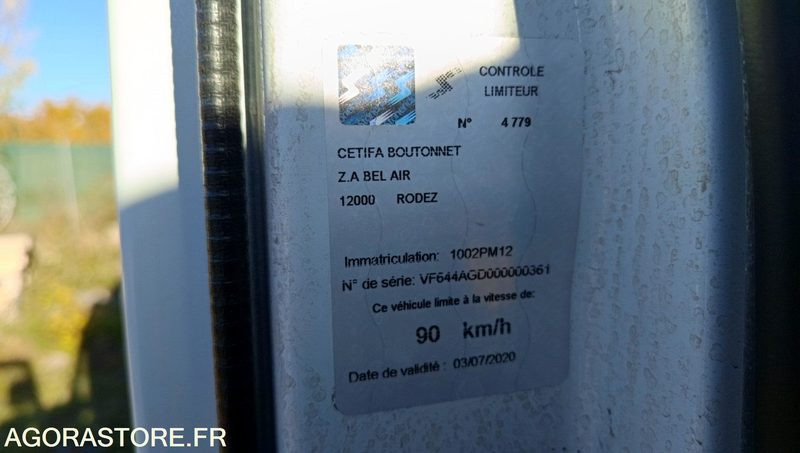 CONTROLE
LIMITEUR
N° 4 779
CETIFA BOUTONNET
Z.A BEL AIR
12000 RODEZ
Immatriculation: 1002PM12
N° de série: VF644AGD000000361
Ce véhicule limite à la vitesse de:
90 km/h
Date de validité : 03/07/2020
AGORASTORE.FR